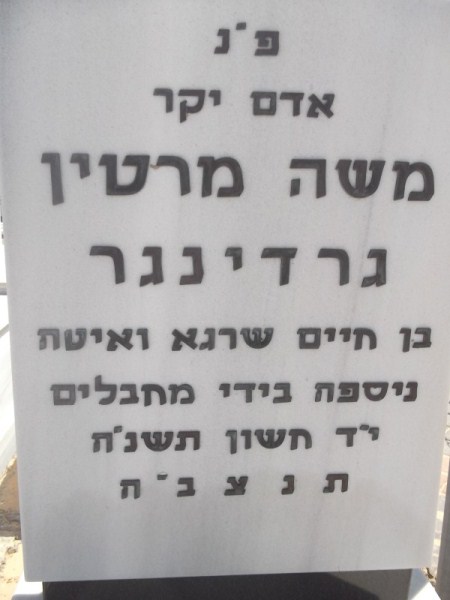 פ"נ
אדם יקר
משה מרטין
גרדינגר
בן חיים שרגא ואיטה
ניספה בידי מחבלים
י"ד חשון תשנ"ה
ת נ צ ב" ה